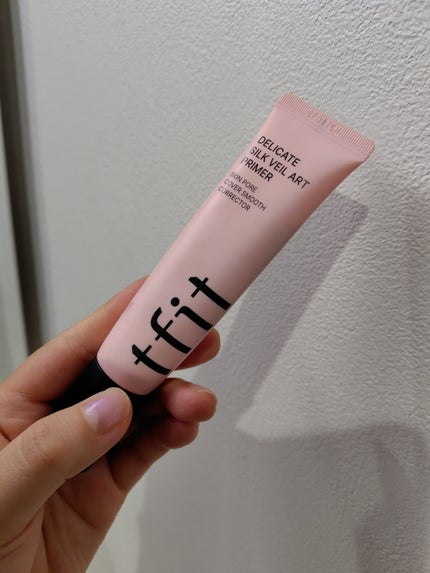 DELICATE
SILK VEIL ART
PRIMER
SKIN PORE
COVER SMOOTH
CORRECTOR
tfit